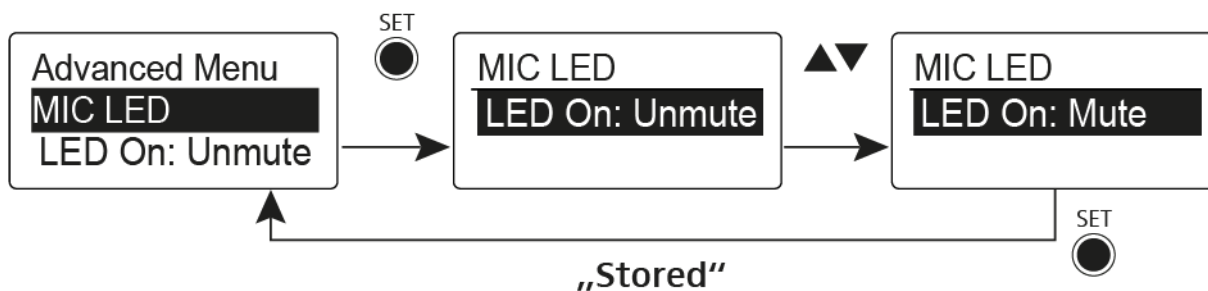 Advanced Menu
MIC LED
LED On: Unmute
SET
MIC LED
LED On: Unmute
MIC LED
LED On: Mute
SET
„Stored“